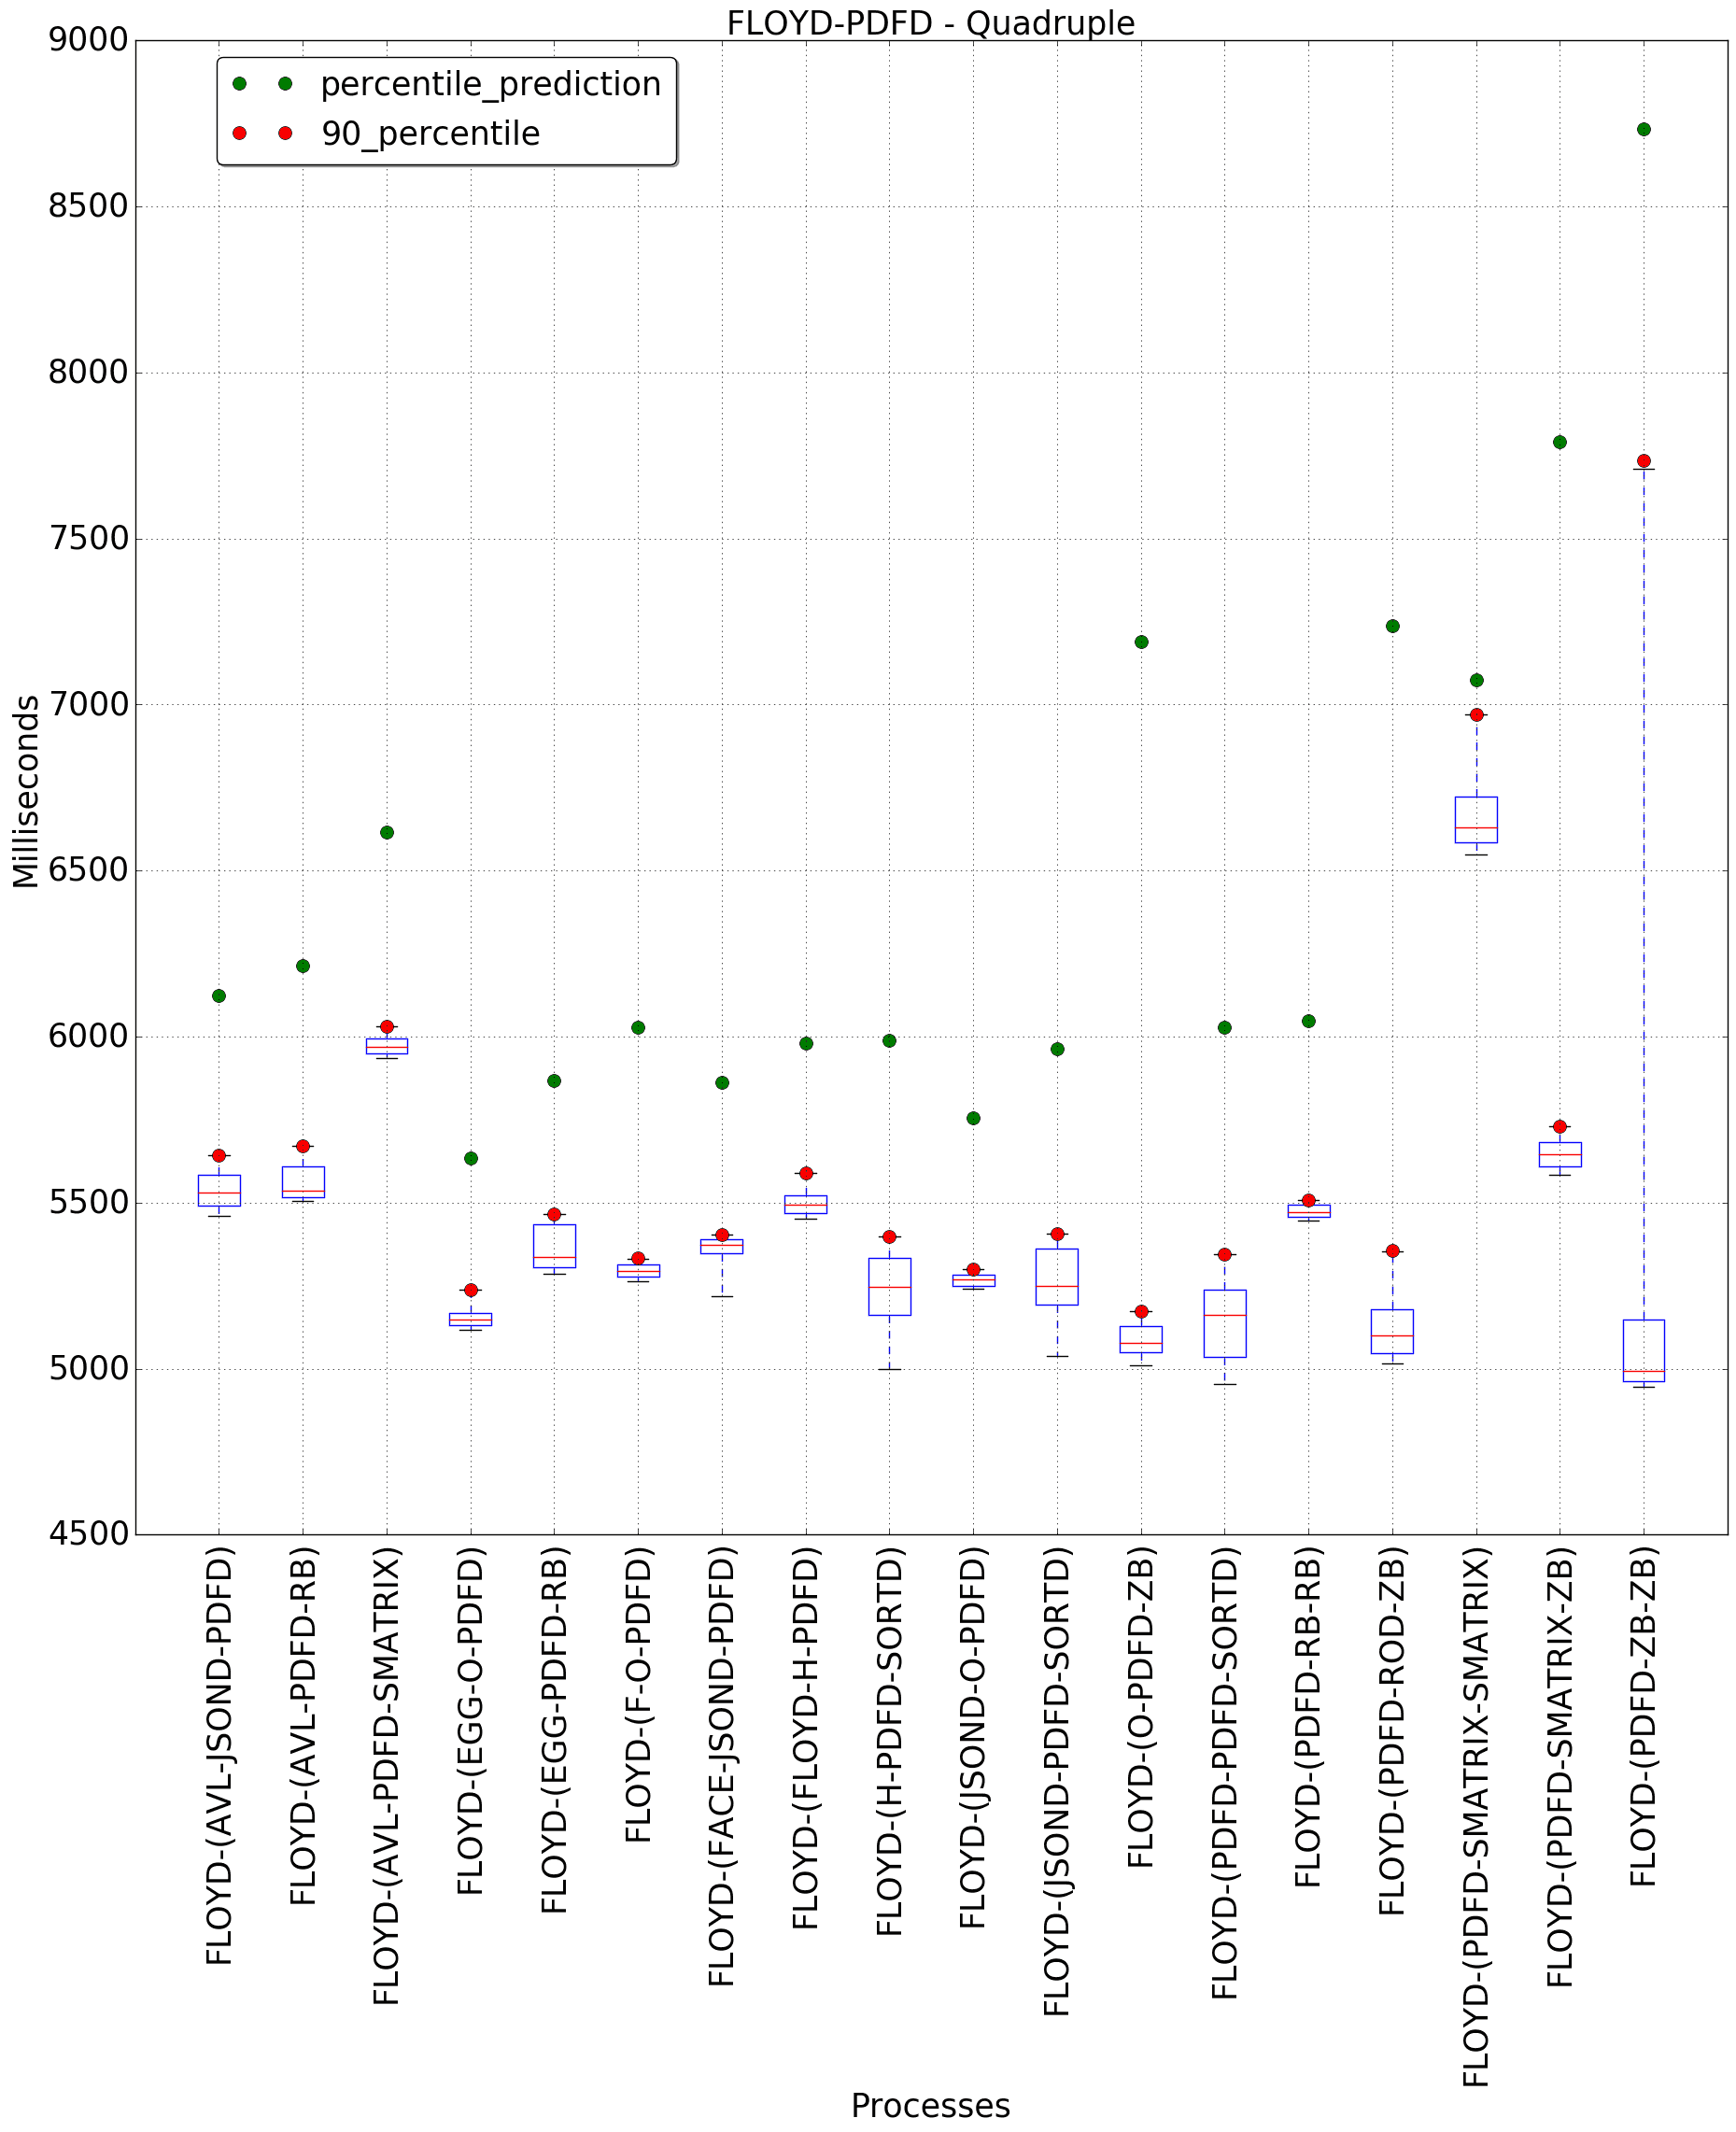 FLOYD-PDFD - Quadruple
percentile_prediction
90_percentile
9000
8500
8000
7500
7000
6500
6000
5500
5000
4500
Milliseconds
FLOYD-(AVL-JSOND-PDFD)
FLOYD-(AVL-PDFD-RB)
FLOYD-(AVL-PDFD-SMATRIX)
FLOYD-(EGG-O-PDFD)
FLOYD-(EGG-PDFD-RB)
FLOYD-(F-O-PDFD)
FLOYD-(FACE-JSOND-PDFD)
FLOYD-(FLOYD-H-PDFD)
FLOYD-(H-PDFD-SORTD)
FLOYD-(JSOND-O-PDFD)
FLOYD-(JSOND-PDFD-SORTD)
FLOYD-(O-PDFD-ZB)
FLOYD-(PDFD-PDFD-SORTD)
FLOYD-(PDFD-RB-RB)
FLOYD-(PDFD-ROD-ZB)
FLOYD-(PDFD-SMATRIX-SMATRIX)
FLOYD-(PDFD-SMATRIX-ZB)
FLOYD-(PDFD-ZB-ZB)
Processes